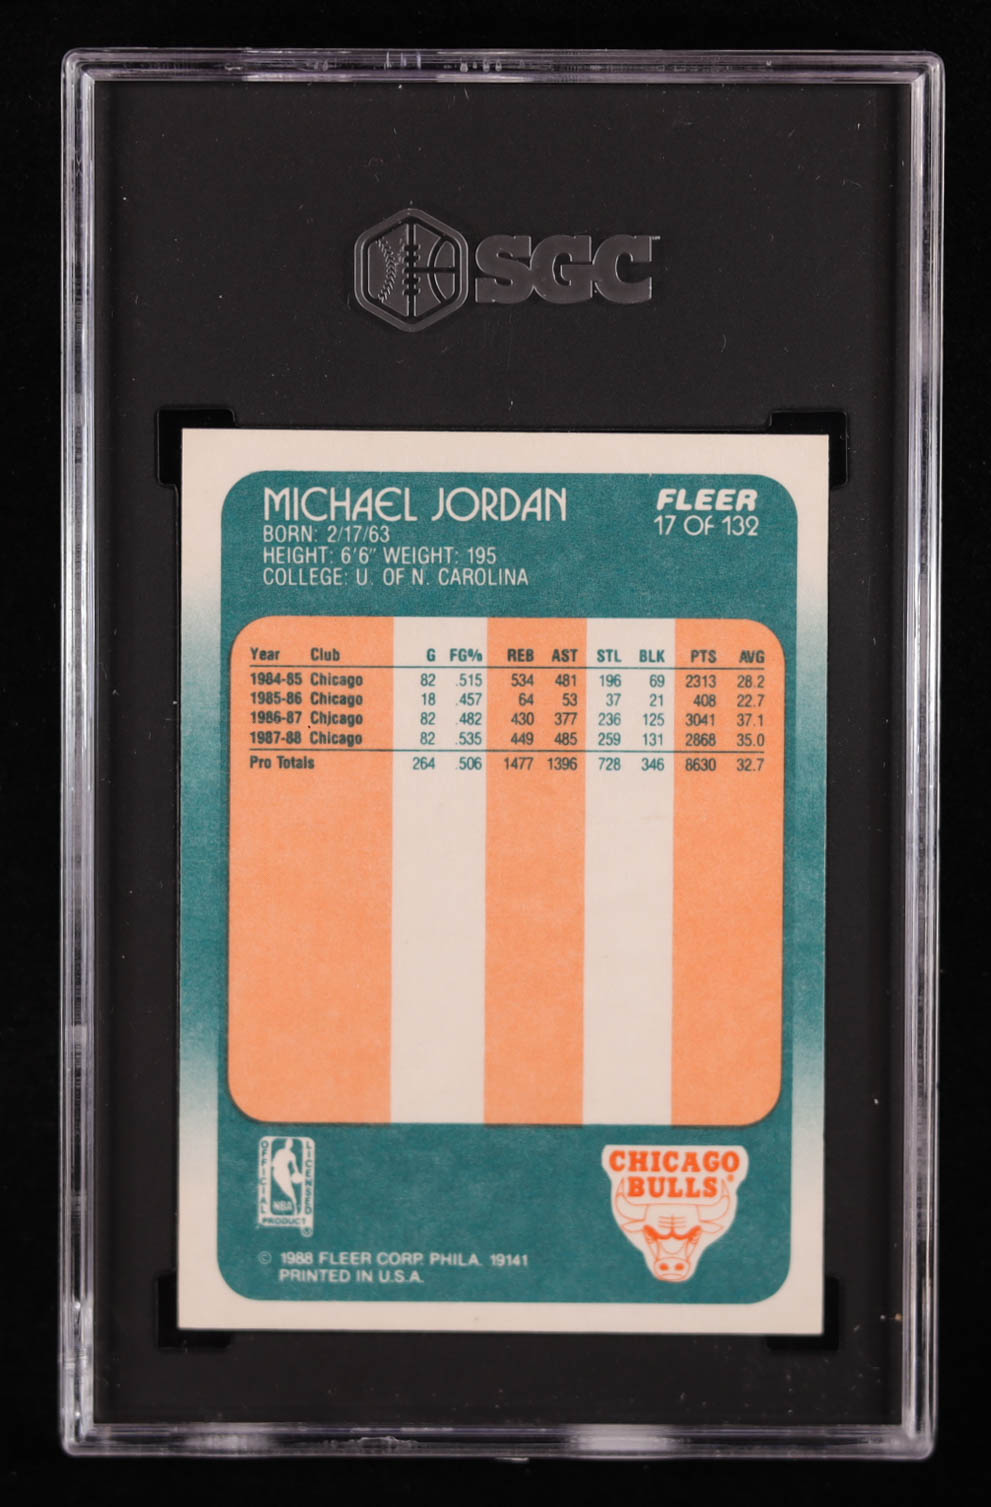 SGC
MICHAEL JORDAN
BORN: 2/17/63
HEIGHT: 6'6" WEIGHT: 195
COLLEGE: U. OF N. CAROLINA
FLEER
17 OF 132
Year Club G FG% REB AST STL BLK PTS AVG
1984-85 Chicago 82 .515 534 481 196 69 2313 28.2
1985-86 Chicago 18 .457 64 53 37 21 408 22.7
1986-87 Chicago 82 .482 430 377 236 125 3041 37.1
1987-88 Chicago 82 .535 449 485 259 131 2868 35.0
Pro Totals 264 .506 1477 1396 728 346 8630 32.7
OFFICIAL
LICENSED
NBA
PRODUCT
©
CHICAGO
BULLS®
© 1988 FLEER CORP. PHILA. 19141
PRINTED IN U.S.A.